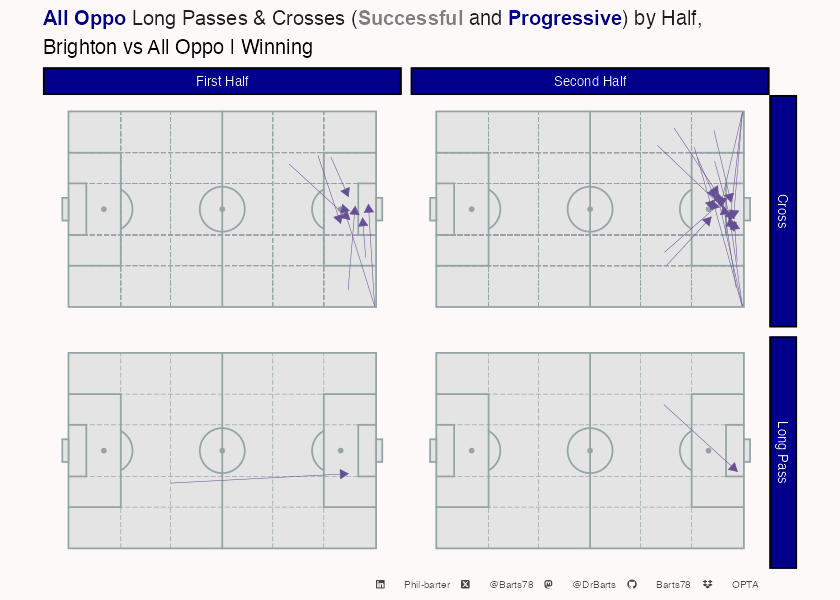 All Oppo Long Passes & Crosses (Successful and Progressive) by Half,
Brighton vs All Oppo | Winning
First Half
Second Half
Cross
Long Pass
Phil-barter @Barts78 @DrBarts Barts78 OPTA